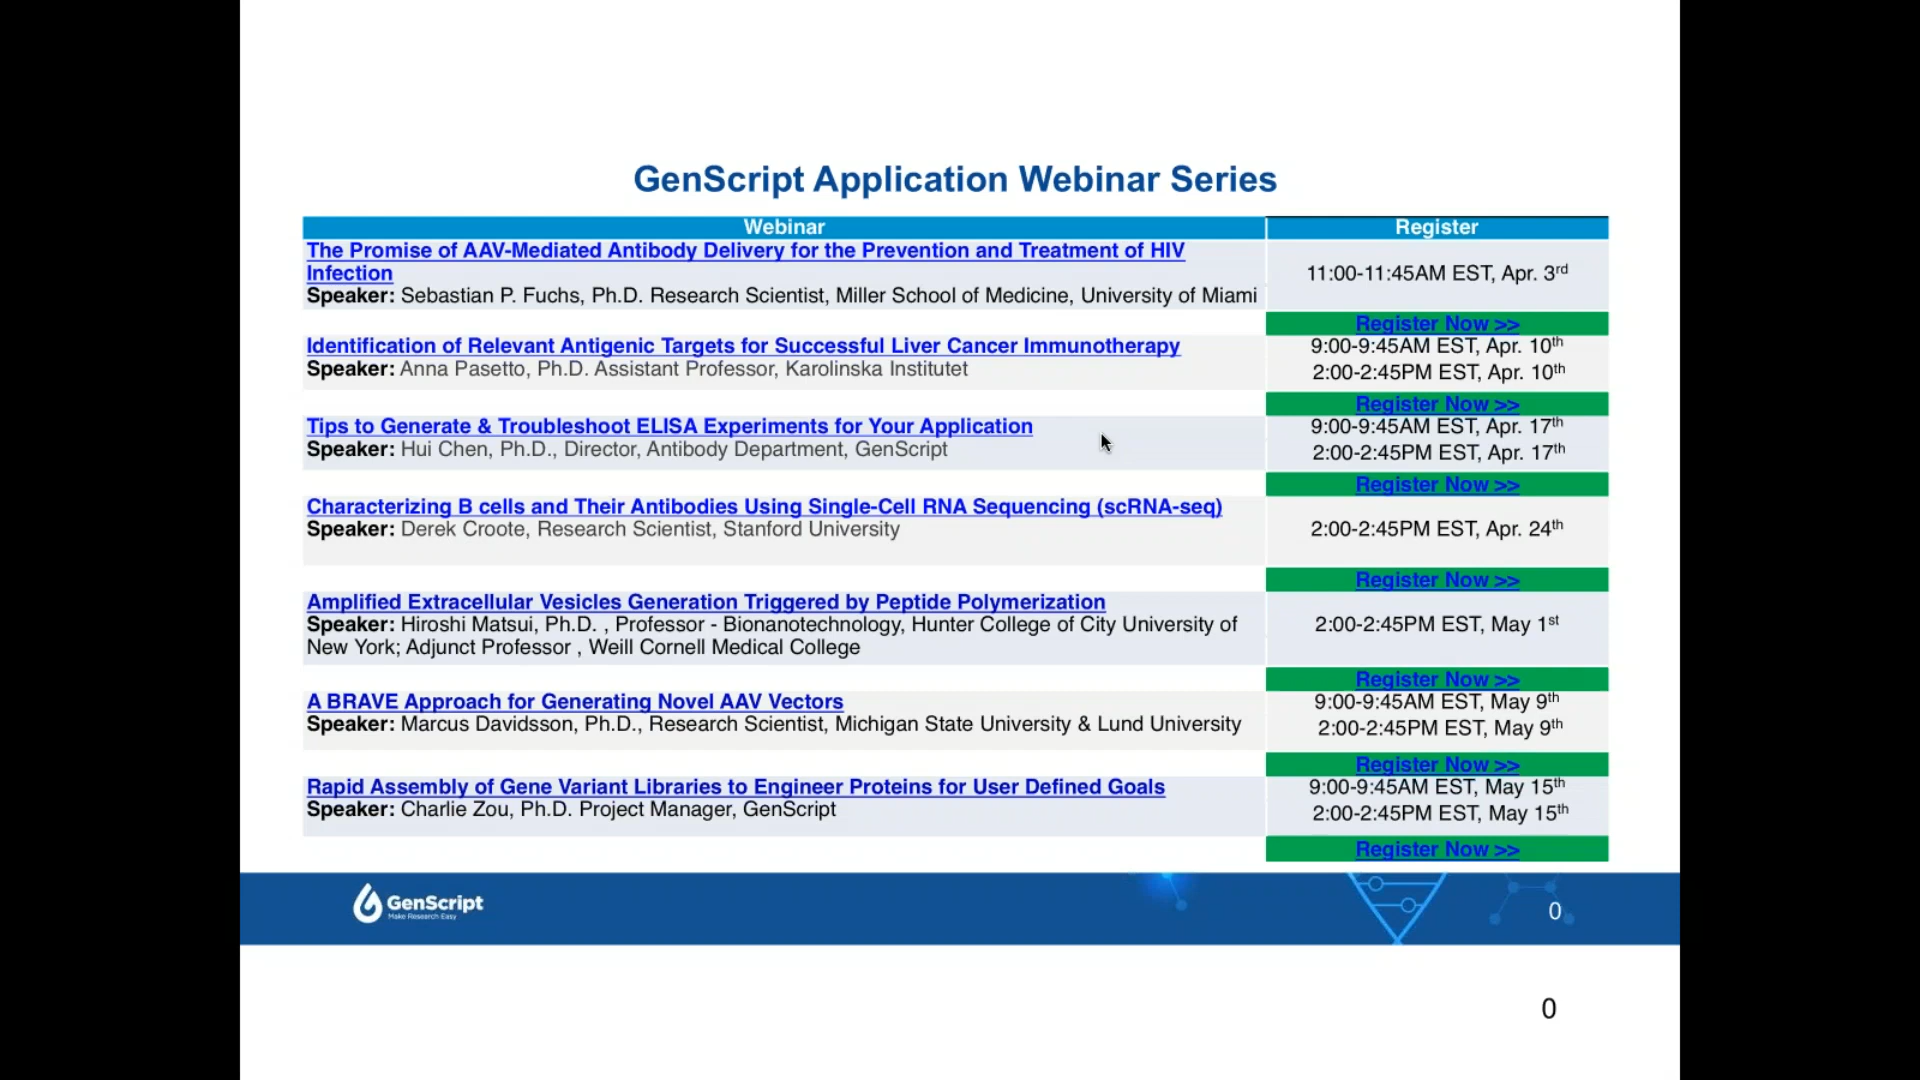 GenScript Application Webinar Series
Webinar
Register
The Promise of AAV-Mediated Antibody Delivery for the Prevention and Treatment of HIV
Infection
Speaker: Sebastian P. Fuchs, Ph.D. Research Scientist, Miller School of Medicine, University of Miami
11:00-11:45AM EST, Apr. 3rd
Register Now >>
Identification of Relevant Antigenic Targets for Successful Liver Cancer Immunotherapy
Speaker: Anna Pasetto, Ph.D. Assistant Professor, Karolinska Institutet
9:00-9:45AM EST, Apr. 10th
2:00-2:45PM EST, Apr. 10th
Register Now >>
Tips to Generate & Troubleshoot ELISA Experiments for Your Application
Speaker: Hui Chen, Ph.D., Director, Antibody Department, GenScript
9:00-9:45AM EST, Apr. 17th
2:00-2:45PM EST, Apr. 17th
Register Now >>
Characterizing B cells and Their Antibodies Using Single-Cell RNA Sequencing (scRNA-seq)
Speaker: Derek Croote, Research Scientist, Stanford University
2:00-2:45PM EST, Apr. 24th
Register Now >>
Amplified Extracellular Vesicles Generation Triggered by Peptide Polymerization
Speaker: Hiroshi Matsui, Ph.D. , Professor - Bionanotechnology, Hunter College of City University of
New York; Adjunct Professor , Weill Cornell Medical College
2:00-2:45PM EST, May 1st
Register Now >>
A BRAVE Approach for Generating Novel AAV Vectors
Speaker: Marcus Davidsson, Ph.D., Research Scientist, Michigan State University & Lund University
9:00-9:45AM EST, May 9th
2:00-2:45PM EST, May 9th
Register Now >>
Rapid Assembly of Gene Variant Libraries to Engineer Proteins for User Defined Goals
Speaker: Charlie Zou, Ph.D. Project Manager, GenScript
9:00-9:45AM EST, May 15th
2:00-2:45PM EST, May 15th
Register Now >>
GenScript
Make Research Easy
0
0